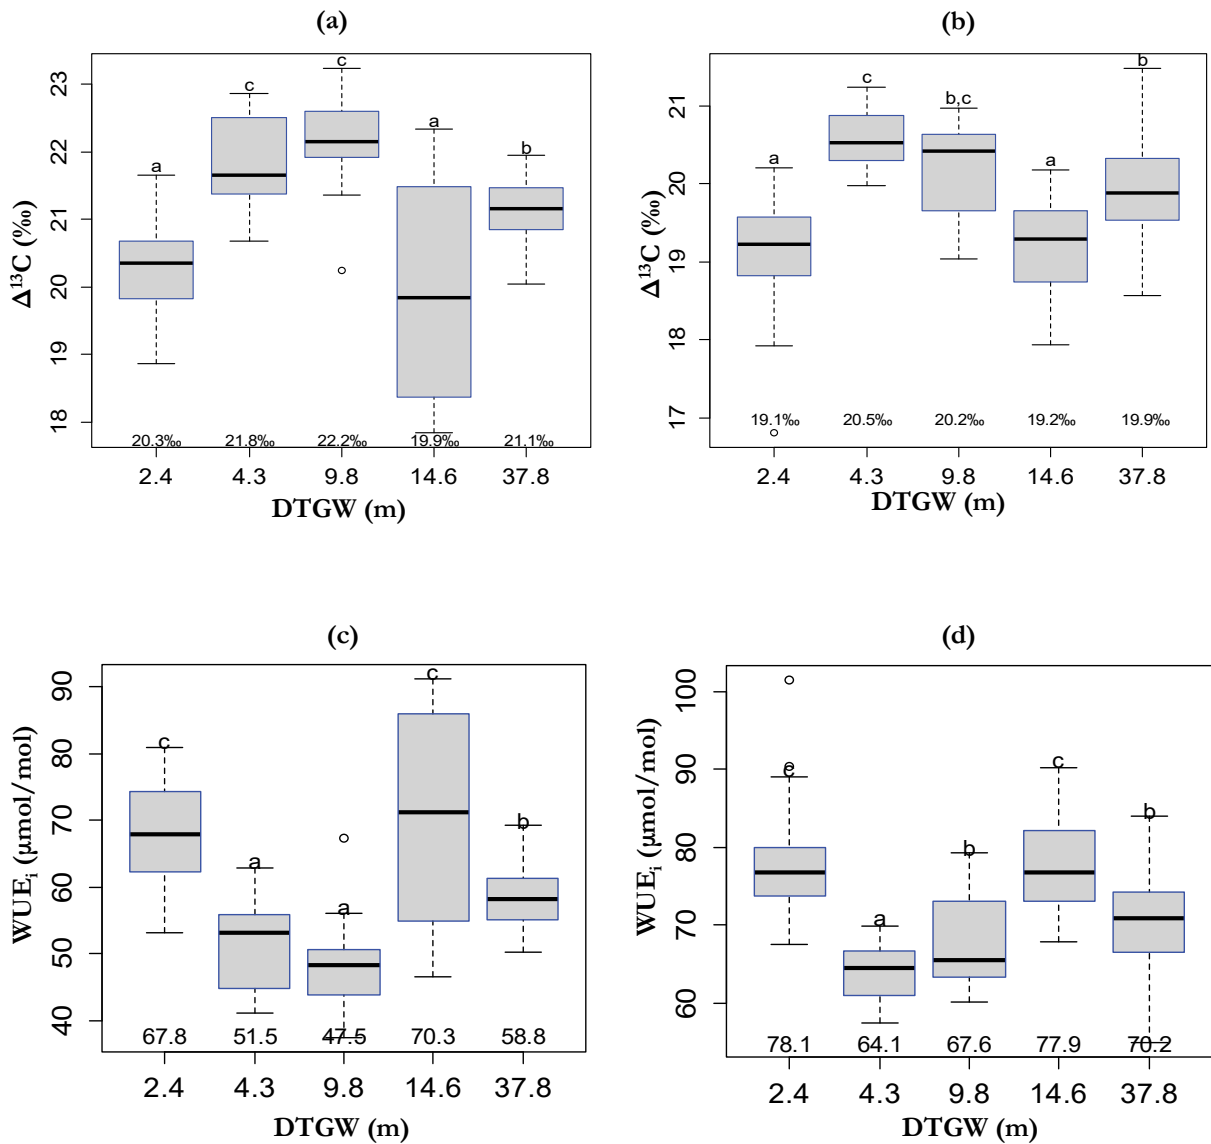 (a)
(b)
Δ¹³C (‰)
23
22
21
20
19
18
a
c
c
a
b
20.3‰ 21.8‰ 22.2‰ 19.9‰ 21.1‰
2.4 4.3 9.8 14.6 37.8
DTGW (m)
Δ¹³C (‰)
21
20
19
18
17
a
c
b,c
a
b
19.1‰ 20.5‰ 20.2‰ 19.2‰ 19.9‰
2.4 4.3 9.8 14.6 37.8
DTGW (m)
(c)
(d)
WUEᵢ (µmol/mol)
90
80
70
60
50
40
c
a
a
c
b
67.8 51.5 47.5 70.3 58.8
2.4 4.3 9.8 14.6 37.8
DTGW (m)
WUEᵢ (µmol/mol)
100
90
80
70
60
c
a
b
c
b
78.1 64.1 67.6 77.9 70.2
2.4 4.3 9.8 14.6 37.8
DTGW (m)